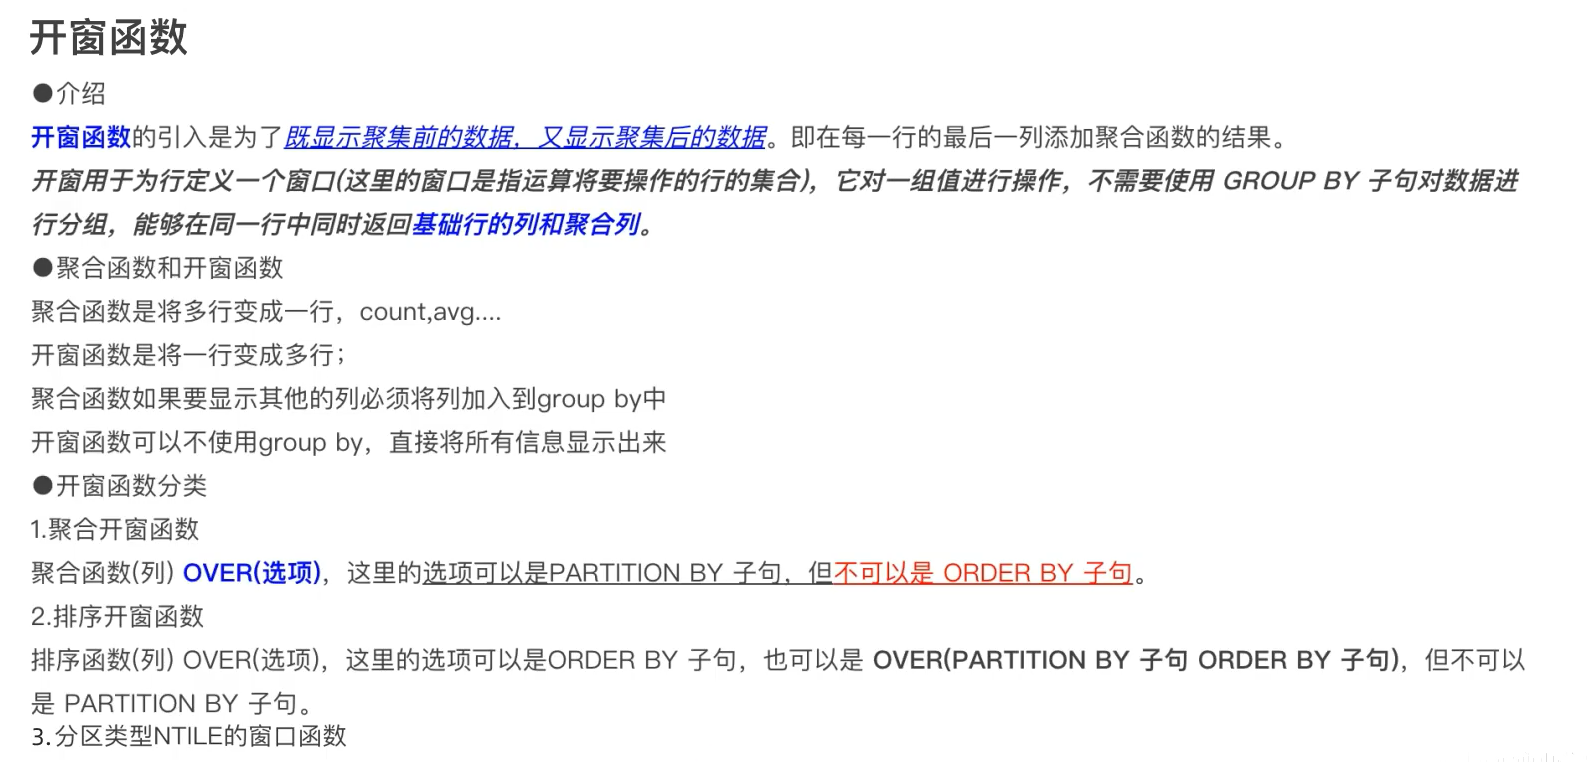 开窗函数
●介绍
开窗函数的引入是为了既显示聚集前的数据，又显示聚集后的数据。即在每一行的最后一列添加聚合函数的结果。
开窗用于为行定义一个窗口(这里的窗口是指运算将要操作的行的集合)，它对一组值进行操作，不需要使用 GROUP BY 子句对数据进
行分组，能够在同一行中同时返回基础行的列和聚合列。
●聚合函数和开窗函数
聚合函数是将多行变成一行，count,avg....
开窗函数是将一行变成多行；
聚合函数如果要显示其他的列必须将列加入到group by中
开窗函数可以不使用group by，直接将所有信息显示出来
●开窗函数分类
1.聚合开窗函数
聚合函数(列) OVER(选项)，这里的选项可以是PARTITION BY 子句，但不可以是 ORDER BY 子句。
2.排序开窗函数
排序函数(列) OVER(选项)，这里的选项可以是ORDER BY 子句，也可以是 OVER(PARTITION BY 子句 ORDER BY 子句)，但不可以
是 PARTITION BY 子句。
3.分区类型NTILE的窗口函数